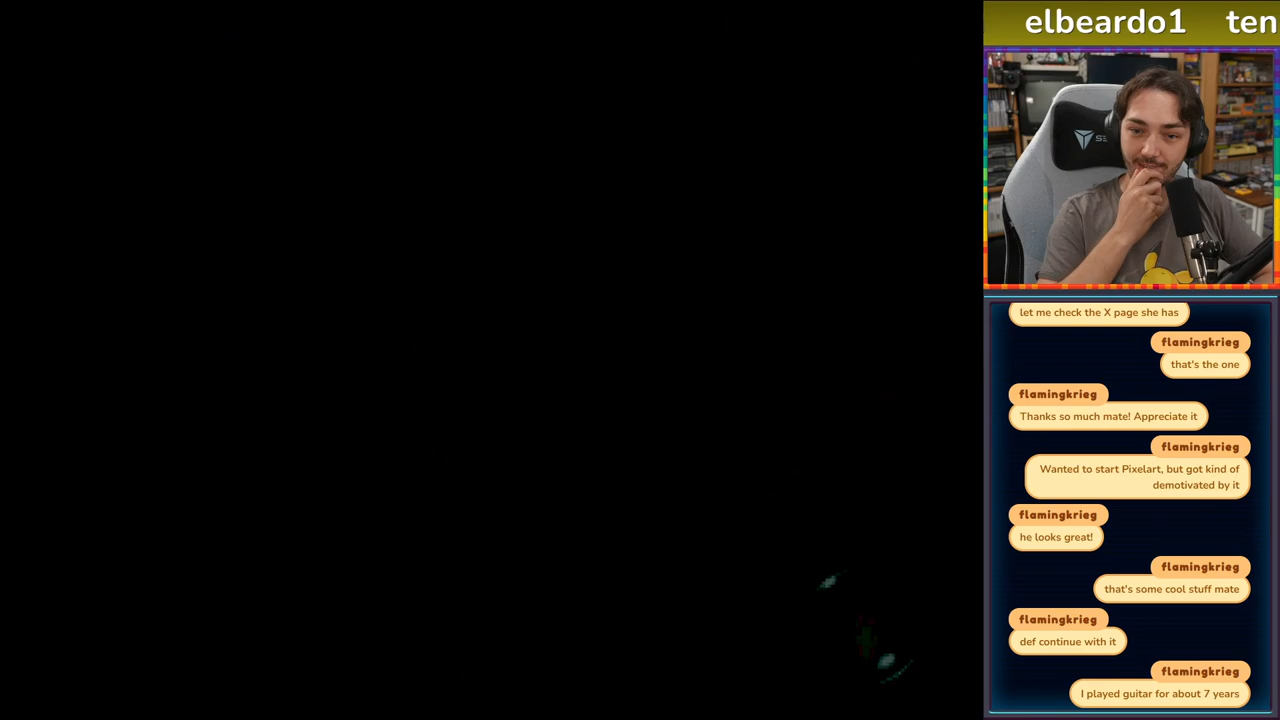 elbeardo1 ten
let me check the X page she has
flamingkrieg
that's the one
flamingkrieg
Thanks so much mate! Appreciate it
flamingkrieg
Wanted to start Pixelart, but got kind of
demotivated by it
flamingkrieg
he looks great!
flamingkrieg
that's some cool stuff mate
flamingkrieg
def continue with it
flamingkrieg
I played guitar for about 7 years